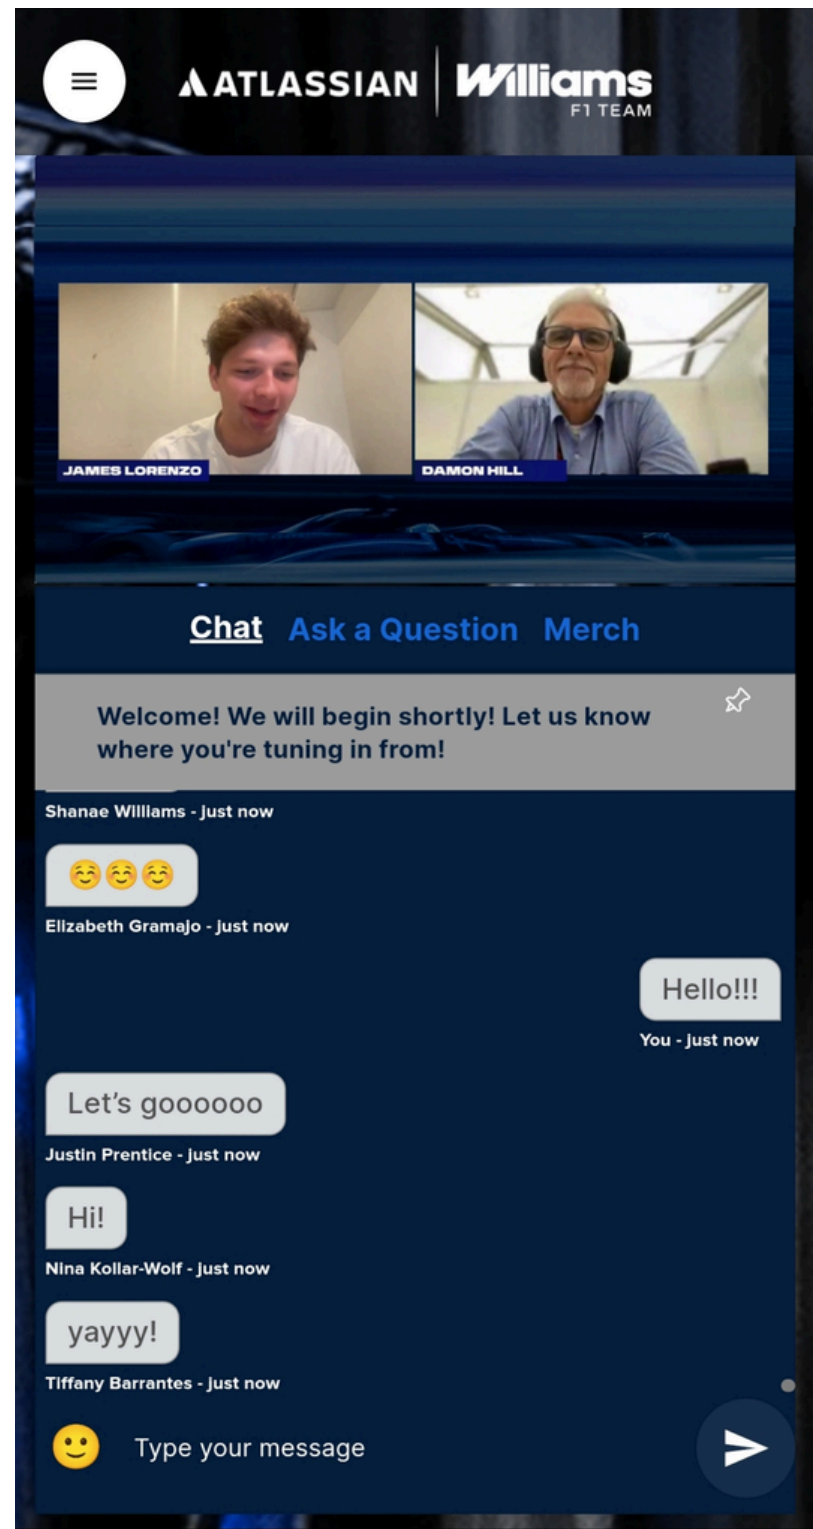 ATLASSIAN Williams
F1 TEAM
JAMES LORENZO
DAMON HILL
Chat Ask a Question Merch
Welcome! We will begin shortly! Let us know
where you're tuning in from!
Shanae Williams - just now
☺️☺️☺️
Elizabeth Gramajo - just now
Hello!!!
You - just now
Let’s goooooo
Justin Prentice - just now
Hi!
Nina Kollar-Wolf - just now
yayyy!
Tiffany Barrantes - just now
🙂 Type your message